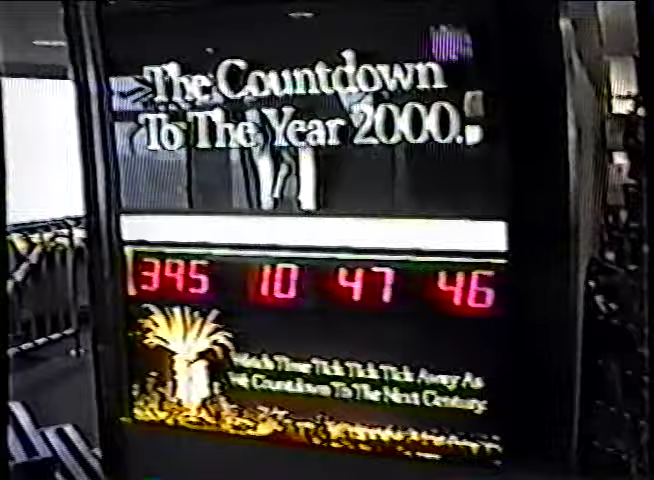 The Countdown
To The Year 2000.
395 10 47 46
Watch Time Tick Tick Tick Away As
We Countdown To The Next Century.